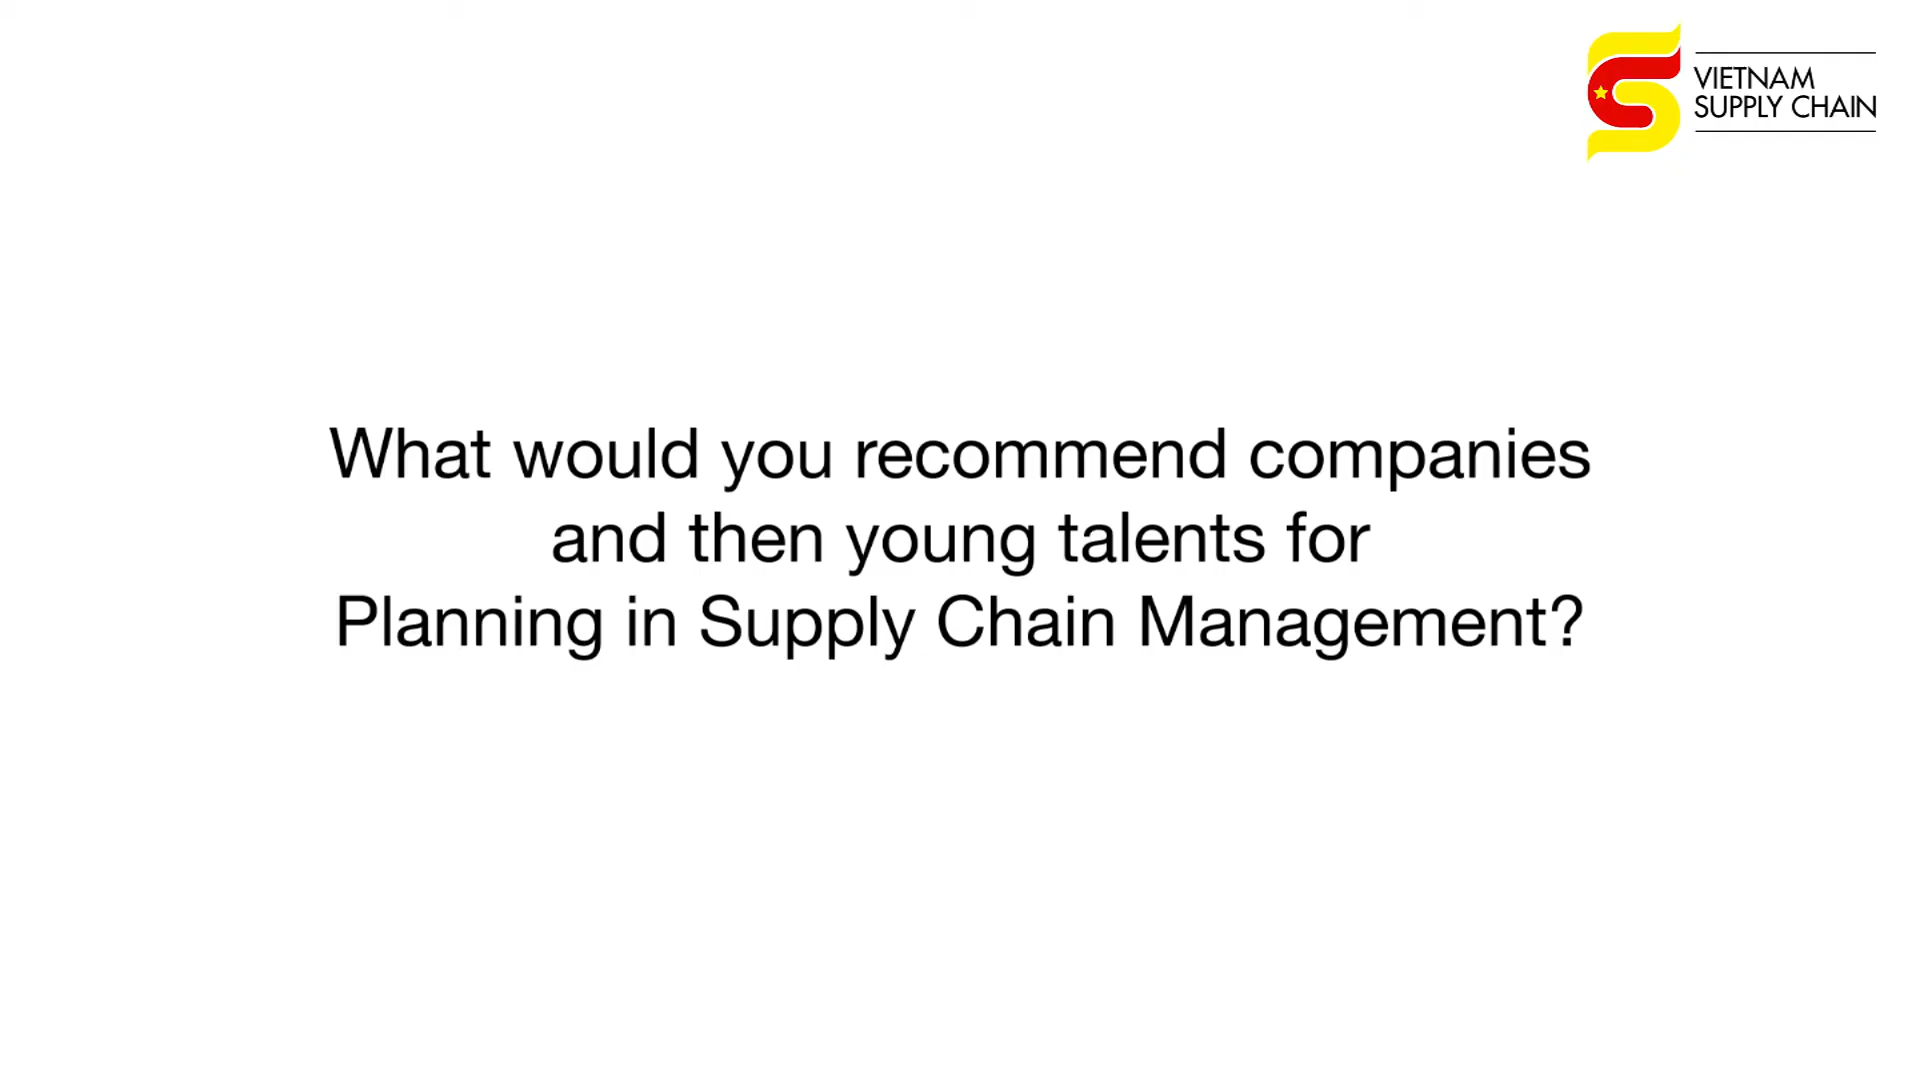 VIETNAM
SUPPLY CHAIN
What would you recommend companies
and then young talents for
Planning in Supply Chain Management?